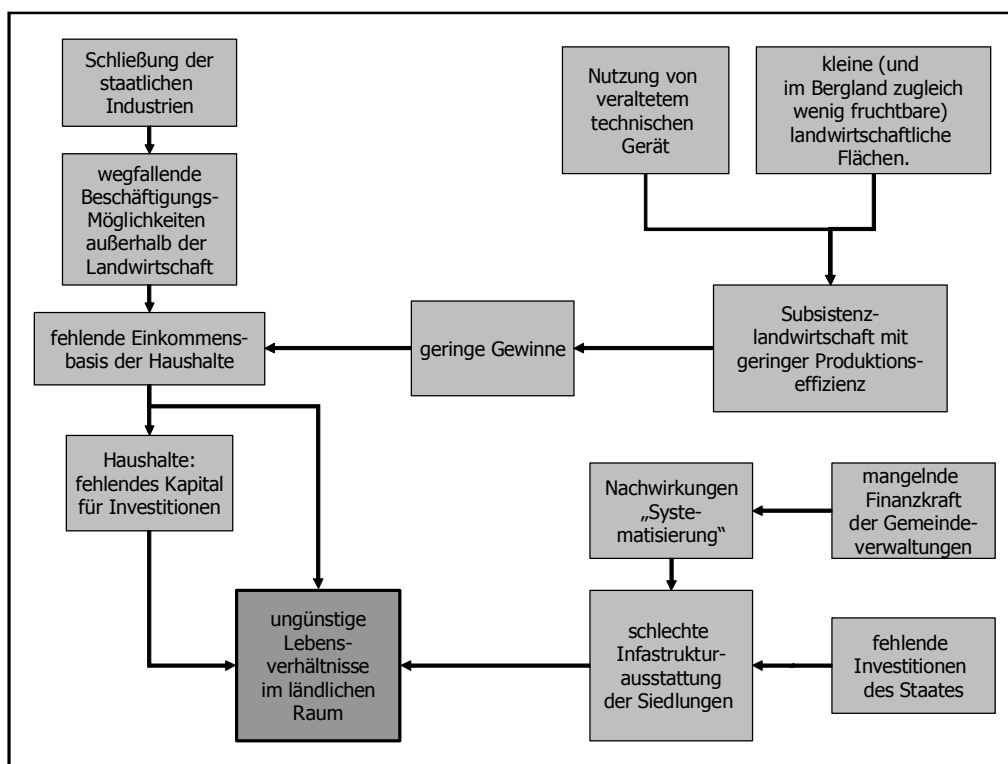 Schließung der
staatlichen
Industrien
Nutzung von
veraltetem
technischen
Gerät
kleine (und
im Bergland zugleich
wenig fruchtbare)
landwirtschaftliche
Flächen.
wegfallende
Beschäftigungs-
Möglichkeiten
außerhalb der
Landwirtschaft
fehlende Einkommens-
basis der Haushalte
geringe Gewinne
Subsistenz-
landwirtschaft mit
geringer Produktions-
effizienz
Haushalte:
fehlendes Kapital
für Investitionen
Nachwirkungen
„Syste-
matisierung“
mangelnde
Finanzkraft
der Gemeinde-
verwaltungen
ungünstige
Lebens-
verhältnisse
im ländlichen
Raum
schlechte
Infastruktur-
ausstattung
der Siedlungen
fehlende
Investitionen
des Staates